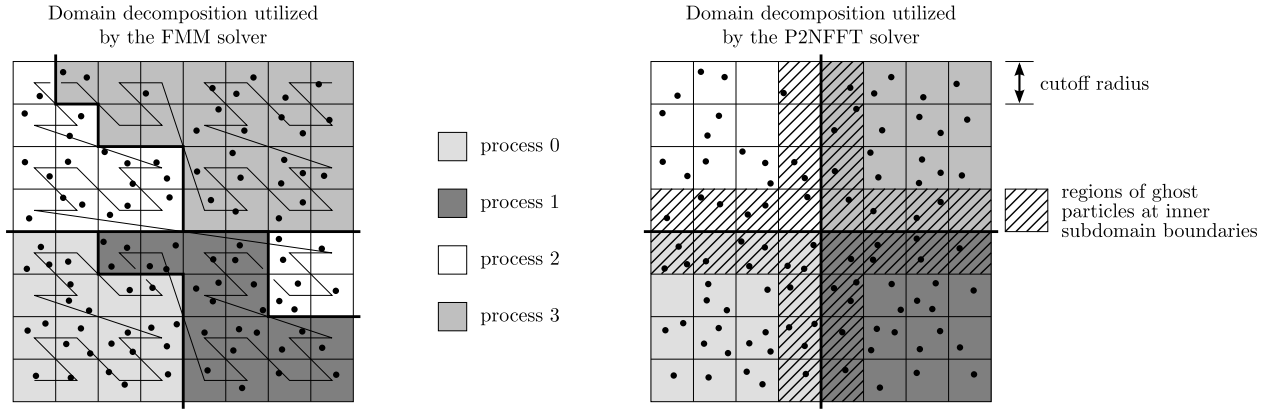 Domain decomposition utilized
by the FMM solver
process 0
process 1
process 2
process 3
Domain decomposition utilized
by the P2NFFT solver
cutoff radius
regions of ghost
particles at inner
subdomain boundaries